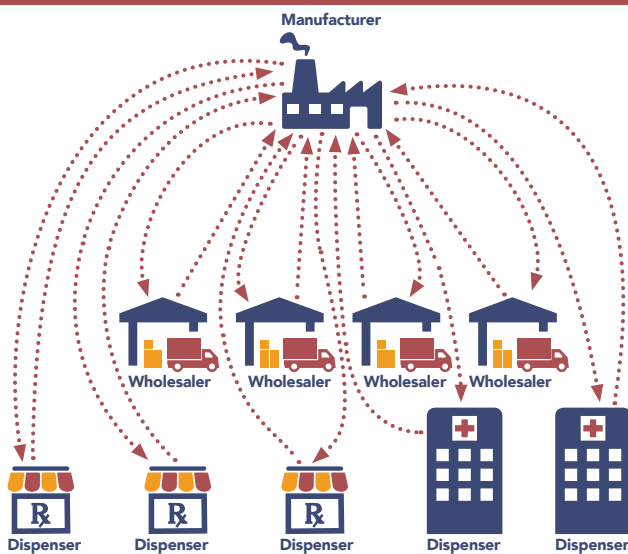 Manufacturer
Wholesaler
Wholesaler
Wholesaler
Wholesaler
℞
℞
℞
Dispenser
Dispenser
Dispenser
Dispenser
Dispenser